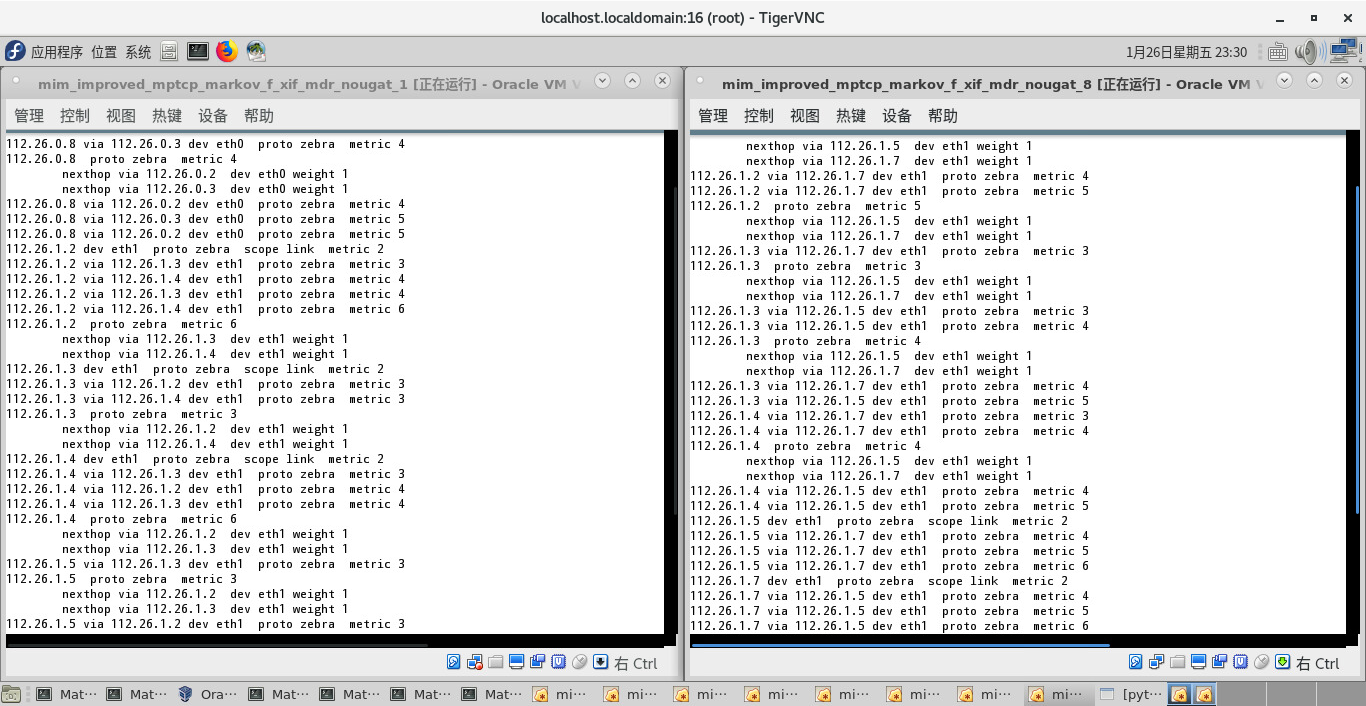 localhost.localdomain:16 (root) - TigerVNC
应用程序 位置 系统
1月26日星期五 23:30
mim_improved_mptcp_markov_f_xif_mdr_nougat_1 [正在运行] - Oracle VM V
管理 控制 视图 热键 设备 帮助
112.26.0.8 via 112.26.0.3 dev eth0  proto zebra  metric 4
112.26.0.8  proto zebra  metric 4
nexthop via 112.26.0.2  dev eth0 weight 1
nexthop via 112.26.0.3  dev eth0 weight 1
112.26.0.8 via 112.26.0.2 dev eth0  proto zebra  metric 4
112.26.0.8 via 112.26.0.3 dev eth0  proto zebra  metric 5
112.26.0.8 via 112.26.0.2 dev eth0  proto zebra  metric 5
112.26.1.2 dev eth1  proto zebra  scope link  metric 2
112.26.1.2 via 112.26.1.3 dev eth1  proto zebra  metric 3
112.26.1.2 via 112.26.1.4 dev eth1  proto zebra  metric 4
112.26.1.2 via 112.26.1.3 dev eth1  proto zebra  metric 4
112.26.1.2 via 112.26.1.4 dev eth1  proto zebra  metric 6
112.26.1.2  proto zebra  metric 6
nexthop via 112.26.1.3  dev eth1 weight 1
nexthop via 112.26.1.4  dev eth1 weight 1
112.26.1.3 dev eth1  proto zebra  scope link  metric 2
112.26.1.3 via 112.26.1.2 dev eth1  proto zebra  metric 3
112.26.1.3 via 112.26.1.4 dev eth1  proto zebra  metric 3
112.26.1.3  proto zebra  metric 3
nexthop via 112.26.1.2  dev eth1 weight 1
nexthop via 112.26.1.4  dev eth1 weight 1
112.26.1.4 dev eth1  proto zebra  scope link  metric 2
112.26.1.4 via 112.26.1.3 dev eth1  proto zebra  metric 3
112.26.1.4 via 112.26.1.2 dev eth1  proto zebra  metric 4
112.26.1.4 via 112.26.1.3 dev eth1  proto zebra  metric 4
112.26.1.4  proto zebra  metric 6
nexthop via 112.26.1.2  dev eth1 weight 1
nexthop via 112.26.1.3  dev eth1 weight 1
112.26.1.5 via 112.26.1.3 dev eth1  proto zebra  metric 3
112.26.1.5  proto zebra  metric 3
nexthop via 112.26.1.2  dev eth1 weight 1
nexthop via 112.26.1.3  dev eth1 weight 1
112.26.1.5 via 112.26.1.2 dev eth1  proto zebra  metric 3
右 Ctrl
mim_improved_mptcp_markov_f_xif_mdr_nougat_8 [正在运行] - Oracle VM V
管理 控制 视图 热键 设备 帮助
nexthop via 112.26.1.5  dev eth1 weight 1
nexthop via 112.26.1.7  dev eth1 weight 1
112.26.1.2 via 112.26.1.7 dev eth1  proto zebra  metric 4
112.26.1.2 via 112.26.1.7 dev eth1  proto zebra  metric 5
112.26.1.2  proto zebra  metric 5
nexthop via 112.26.1.5  dev eth1 weight 1
nexthop via 112.26.1.7  dev eth1 weight 1
112.26.1.3 via 112.26.1.7 dev eth1  proto zebra  metric 3
112.26.1.3  proto zebra  metric 3
nexthop via 112.26.1.5  dev eth1 weight 1
nexthop via 112.26.1.7  dev eth1 weight 1
112.26.1.3 via 112.26.1.5 dev eth1  proto zebra  metric 3
112.26.1.3 via 112.26.1.5 dev eth1  proto zebra  metric 4
112.26.1.3  proto zebra  metric 4
nexthop via 112.26.1.5  dev eth1 weight 1
nexthop via 112.26.1.7  dev eth1 weight 1
112.26.1.3 via 112.26.1.7 dev eth1  proto zebra  metric 4
112.26.1.3 via 112.26.1.5 dev eth1  proto zebra  metric 5
112.26.1.4 via 112.26.1.7 dev eth1  proto zebra  metric 3
112.26.1.4 via 112.26.1.7 dev eth1  proto zebra  metric 4
112.26.1.4  proto zebra  metric 4
nexthop via 112.26.1.5  dev eth1 weight 1
nexthop via 112.26.1.7  dev eth1 weight 1
112.26.1.4 via 112.26.1.5 dev eth1  proto zebra  metric 4
112.26.1.4 via 112.26.1.5 dev eth1  proto zebra  metric 5
112.26.1.5 dev eth1  proto zebra  scope link  metric 2
112.26.1.5 via 112.26.1.7 dev eth1  proto zebra  metric 4
112.26.1.5 via 112.26.1.7 dev eth1  proto zebra  metric 5
112.26.1.5 via 112.26.1.7 dev eth1  proto zebra  metric 6
112.26.1.7 dev eth1  proto zebra  scope link  metric 2
112.26.1.7 via 112.26.1.5 dev eth1  proto zebra  metric 4
112.26.1.7 via 112.26.1.5 dev eth1  proto zebra  metric 5
112.26.1.7 via 112.26.1.5 dev eth1  proto zebra  metric 6
右 Ctrl
Mat… Mat… Ora… Mat… Mat… Mat… Mat… mi… mi… mi… mi… mi… mi… mi… mi… [pyt…